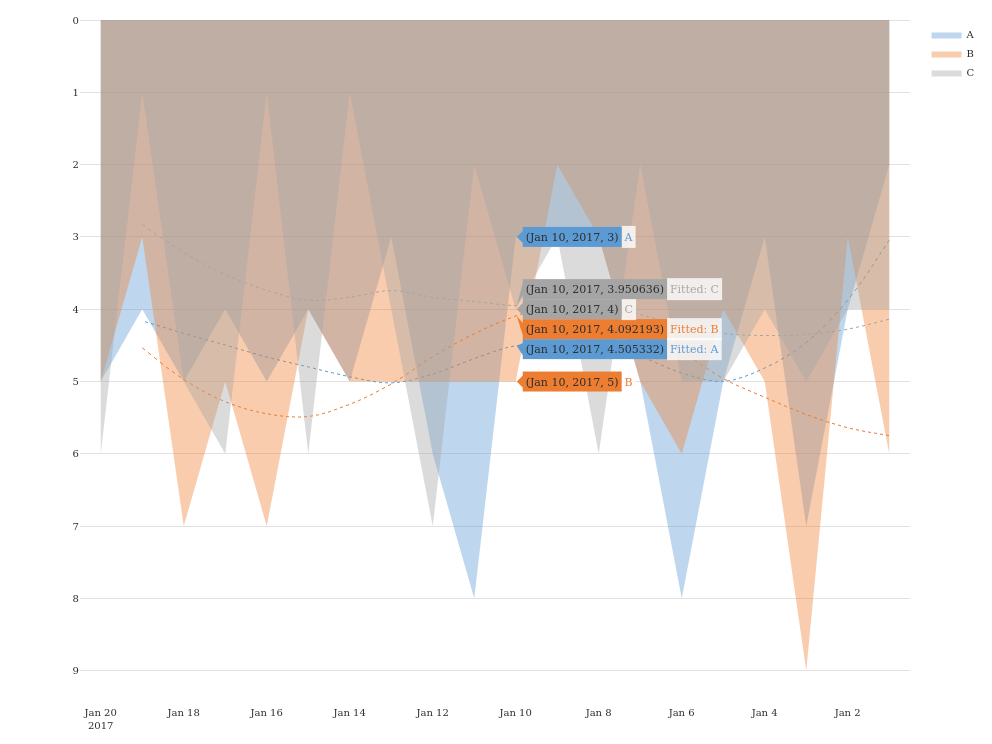 0
1
2
3
4
5
6
7
8
9
A
B
C
(Jan 10, 2017, 3) A
(Jan 10, 2017, 3.950636) Fitted: C
(Jan 10, 2017, 4) C
(Jan 10, 2017, 4.092193) Fitted: B
(Jan 10, 2017, 4.505332) Fitted: A
(Jan 10, 2017, 5) B
Jan 20 Jan 18 Jan 16 Jan 14 Jan 12 Jan 10 Jan 8 Jan 6 Jan 4 Jan 2
2017